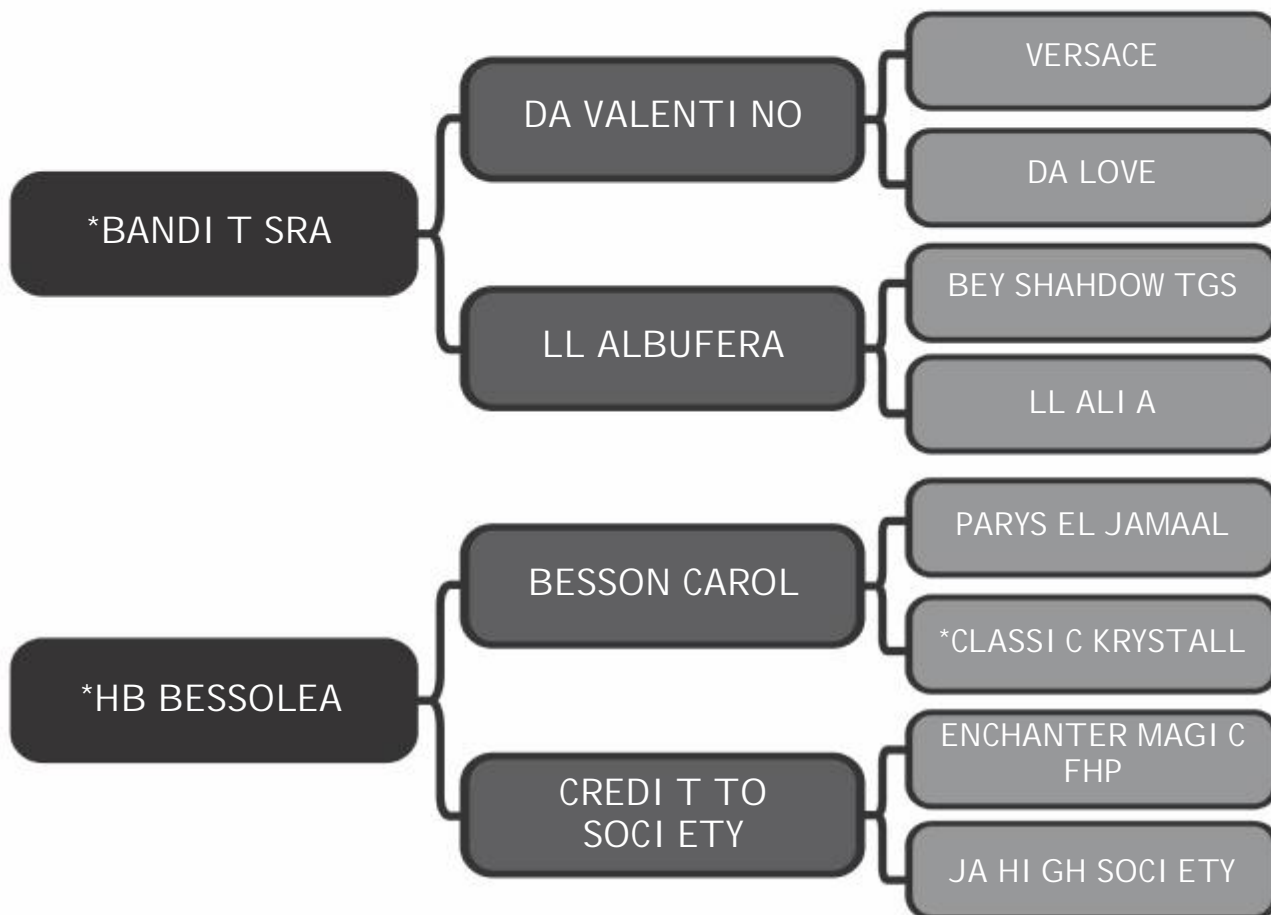 VERSACE
DA VALENTINO
DA LOVE
*BANDIT SRA
BEY SHAHDOW TGS
LL ALBUFERA
LL ALIA
PARYS EL JAMAAL
BESSON CAROL
*CLASSIC KRYSTALL
*HB BESSOLEA
ENCHANTER MAGIC
FHP
CREDIT TO
SOCIETY
JA HIGH SOCIETY